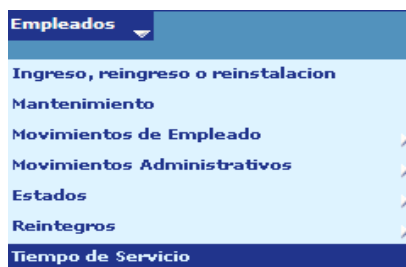 Empleados
Ingreso, reingreso o reinstalacion
Mantenimiento
Movimientos de Empleado
Movimientos Administrativos
Estados
Reintegros
Tiempo de Servicio